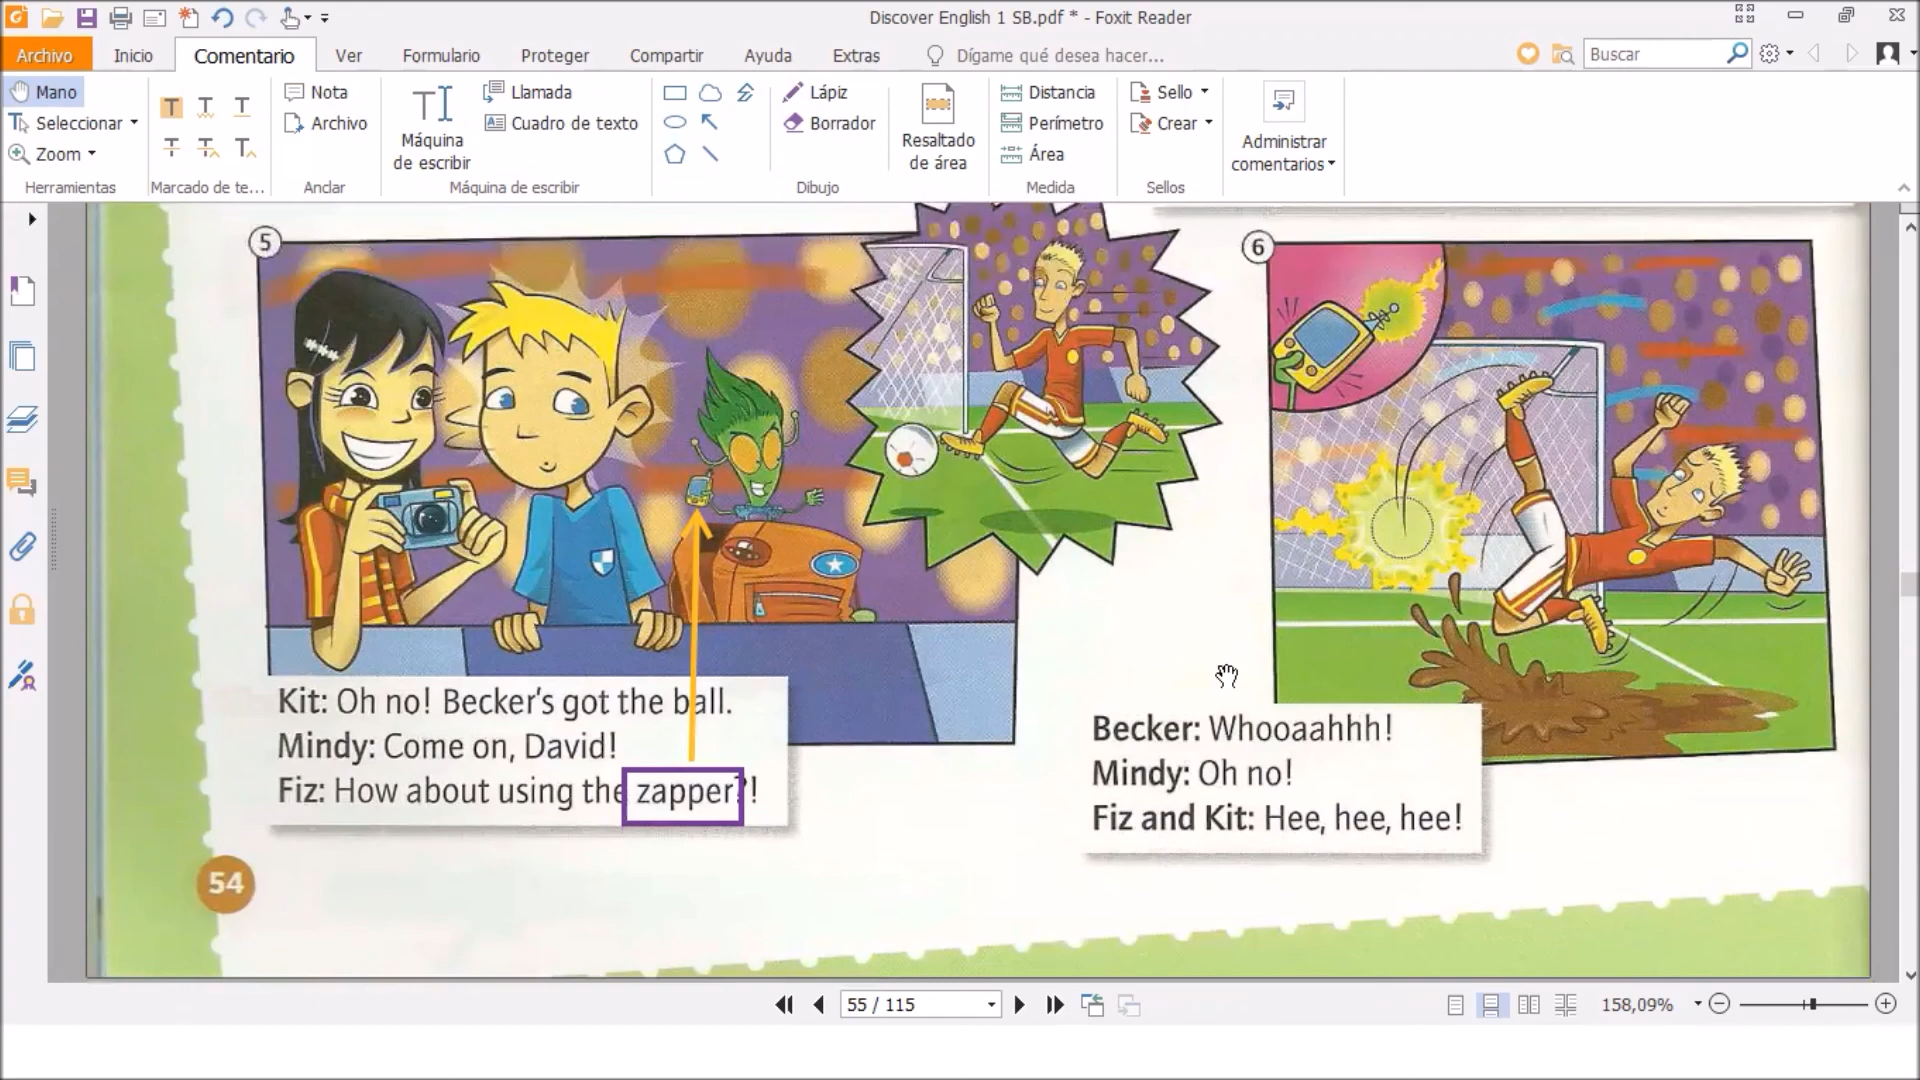 Discover English 1 SB.pdf * - Foxit Reader
Archivo
Inicio
Comentario
Ver
Formulario
Proteger
Compartir
Ayuda
Extras
Dígame qué desea hacer...
Buscar
Mano
Seleccionar
Zoom
Herramientas
T T T
T T T
Marcado de te...
Nota
Archivo
Anclar
Máquina
de escribir
Llamada
Cuadro de texto
Máquina de escribir
Lápiz
Borrador
Dibujo
Resaltado
de área
Distancia
Perímetro
Área
Medida
Sello
Crear
Sellos
Administrar
comentarios
5
Kit: Oh no! Becker's got the ball.
Mindy: Come on, David!
Fiz: How about using the zapper?!
6
Becker: Whooaahhh!
Mindy: Oh no!
Fiz and Kit: Hee, hee, hee!
54
55 / 115
158,09%